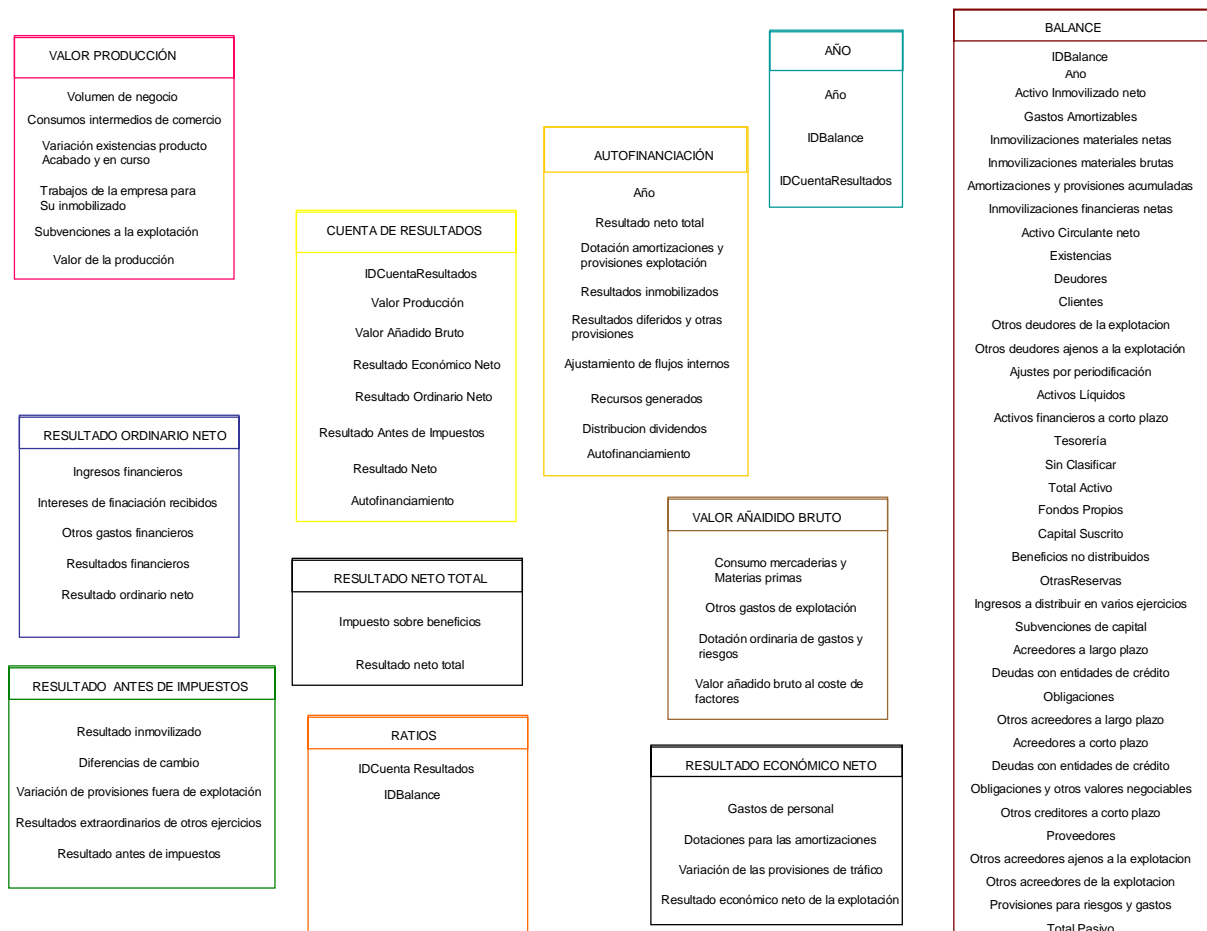 VALOR PRODUCCIÓN
Volumen de negocio
Consumos intermedios de comercio
Variación existencias producto
Acabado y en curso
Trabajos de la empresa para
Su inmobilizado
Subvenciones a la explotación
Valor de la producción
RESULTADO ORDINARIO NETO
Ingresos financieros
Intereses de finaciación recibidos
Otros gastos financieros
Resultados financieros
Resultado ordinario neto
RESULTADO ANTES DE IMPUESTOS
Resultado inmovilizado
Diferencias de cambio
Variación de provisiones fuera de explotación
Resultados extraordinarios de otros ejercicios
Resultado antes de impuestos
CUENTA DE RESULTADOS
IDCuentaResultados
Valor Producción
Valor Añadido Bruto
Resultado Económico Neto
Resultado Ordinario Neto
Resultado Antes de Impuestos
Resultado Neto
Autofinanciamiento
RESULTADO NETO TOTAL
Impuesto sobre beneficios
Resultado neto total
RATIOS
IDCuenta Resultados
IDBalance
AUTOFINANCIACIÓN
Año
Resultado neto total
Dotación amortizaciones y
provisiones explotación
Resultados inmobilizados
Resultados diferidos y otras
provisiones
Ajustamiento de flujos internos
Recursos generados
Distribucion dividendos
Autofinanciamiento
AÑO
Año
IDBalance
IDCuentaResultados
VALOR AÑAIDIDO BRUTO
Consumo mercaderias y
Materias primas
Otros gastos de explotación
Dotación ordinaria de gastos y
riesgos
Valor añadido bruto al coste de
factores
RESULTADO ECONÓMICO NETO
Gastos de personal
Dotaciones para las amortizaciones
Variación de las provisiones de tráfico
Resultado económico neto de la explotación
BALANCE
IDBalance
Ano
Activo Inmovilizado neto
Gastos Amortizables
Inmovilizaciones materiales netas
Inmovilizaciones materiales brutas
Amortizaciones y provisiones acumuladas
Inmovilizaciones financieras netas
Activo Circulante neto
Existencias
Deudores
Clientes
Otros deudores de la explotacion
Otros deudores ajenos a la explotación
Ajustes por periodificación
Activos Líquidos
Activos financieros a corto plazo
Tesorería
Sin Clasificar
Total Activo
Fondos Propios
Capital Suscrito
Beneficios no distribuidos
OtrasReservas
Ingresos a distribuir en varios ejercicios
Subvenciones de capital
Acreedores a largo plazo
Deudas con entidades de crédito
Obligaciones
Otros acreedores a largo plazo
Acreedores a corto plazo
Deudas con entidades de crédito
Obligaciones y otros valores negociables
Otros creditores a corto plazo
Proveedores
Otros acreedores ajenos a la explotacion
Otros acreedores de la explotacion
Provisiones para riesgos y gastos
Total Pasivo